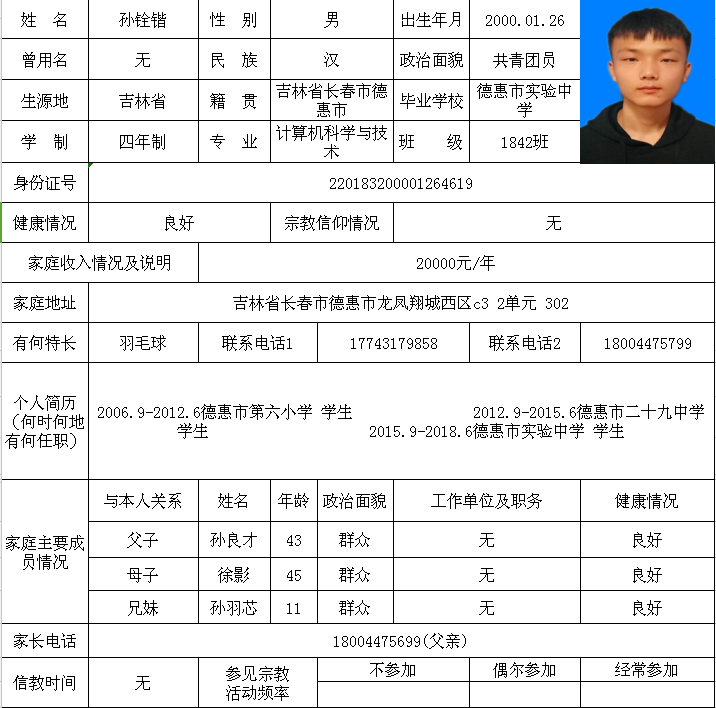 姓 名 孙铨锴 性 别 男 出生年月 2000.01.26
曾用名 无 民 族 汉 政治面貌 共青团员
生源地 吉林省 籍 贯 吉林省长春市德惠市 毕业学校 德惠市实验中学
学 制 四年制 专 业 计算机科学与技术 班 级 1842班
身份证号 220183200001264619
健康情况 良好 宗教信仰情况 无
家庭收入情况及说明 20000元/年
家庭地址 吉林省长春市德惠市龙凤翔城西区c3 2单元 302
有何特长 羽毛球 联系电话1 17743179858 联系电话2 18004475799
个人简历
（何时何地
有何任职）
2006.9-2012.6德惠市第六小学 学生 2012.9-2015.6德惠市二十九中学
学生 2015.9-2018.6德惠市实验中学 学生
家庭主要成
员情况
与本人关系 姓名 年龄 政治面貌 工作单位及职务 健康情况
父子 孙良才 43 群众 无 良好
母子 徐影 45 群众 无 良好
兄妹 孙羽芯 11 群众 无 良好
家长电话 18004475699(父亲)
信教时间 无 参见宗教
活动频率
不参加 偶尔参加 经常参加